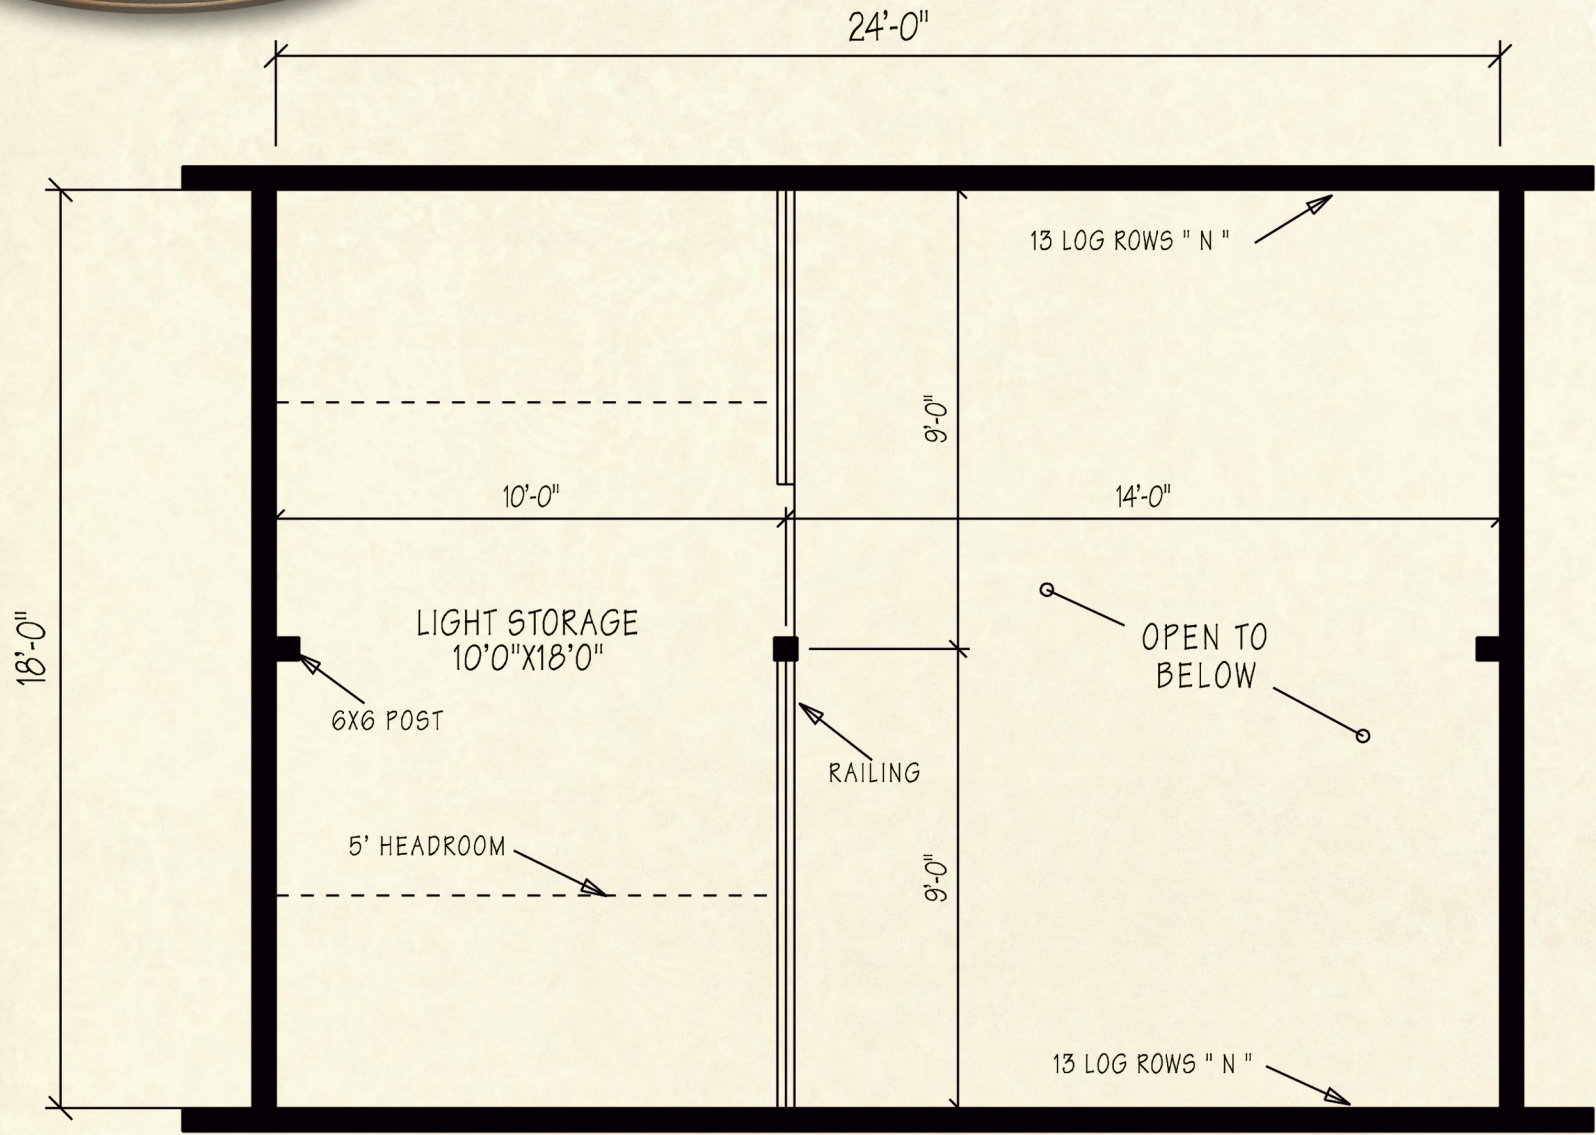 24'-0"
13 LOG ROWS " N "
9'-0"
10'-0"
14'-0"
LIGHT STORAGE
10'0"X18'0"
OPEN TO
BELOW
18'-0"
6X6 POST
RAILING
5' HEADROOM
9'-0"
13 LOG ROWS " N "